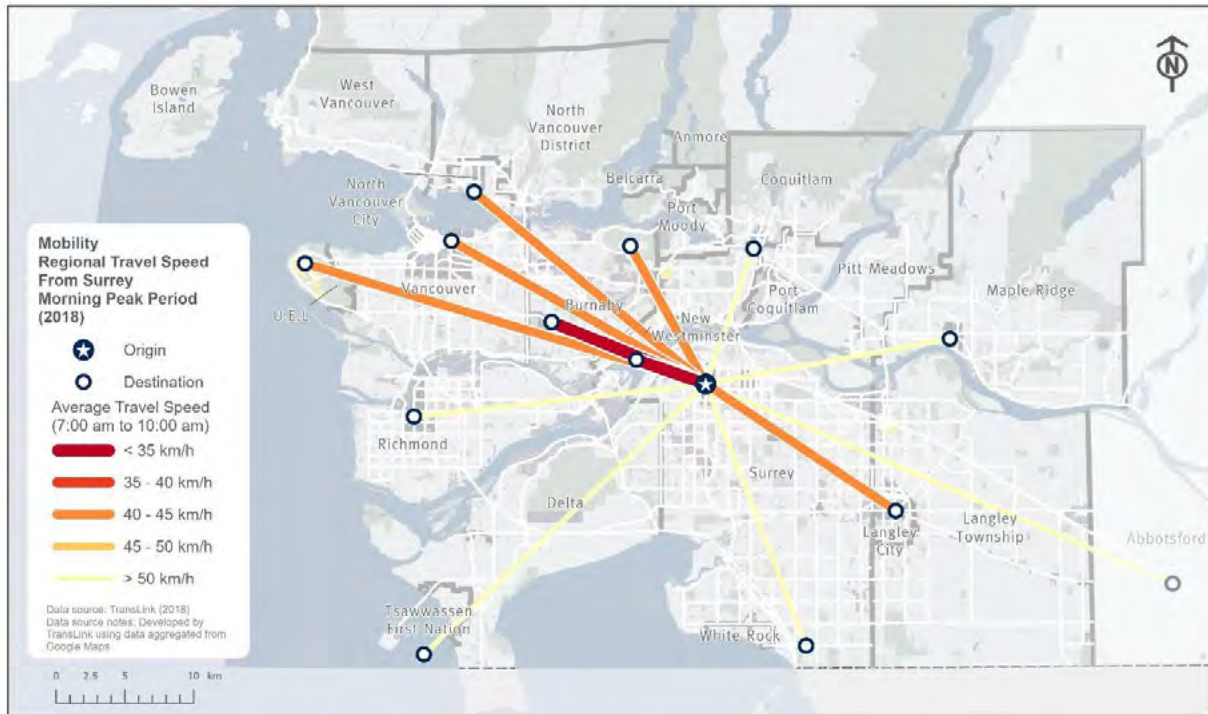 Bowen
Island
West
Vancouver
North
Vancouver
District
Anmore
Belcarra
Coquitlam
North
Vancouver
City
Port
Moody
N
Mobility
Regional Travel Speed
From Surrey
Morning Peak Period
(2018)
Origin
Destination
Average Travel Speed
(7:00 am to 10:00 am)
< 35 km/h
35 - 40 km/h
40 - 45 km/h
45 - 50 km/h
> 50 km/h
Data source: TransLink (2018)
Data source notes: Developed by
TransLink using data aggregated from
Google Maps
0 2.5 5 10 km
U.E.L
Vancouver
Burnaby
New
Westminster
Port
Coquitlam
Pitt Meadows
Maple Ridge
Richmond
Delta
Surrey
Langley
City
Langley
Township
Abbotsford
Tsawwassen
First Nation
White Rock